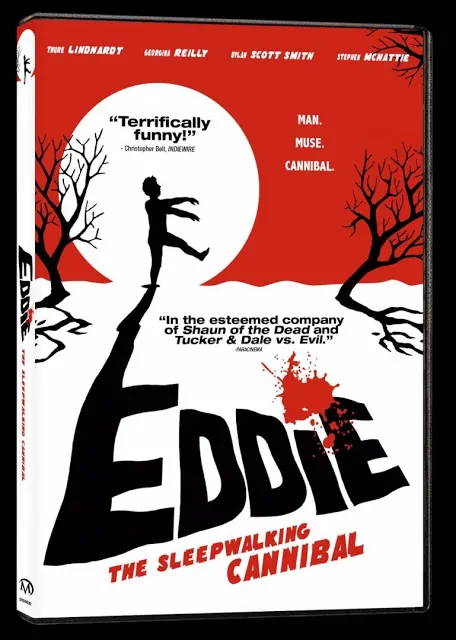 THURE LINDHARDT GEORGINA REILLY DYLAN SCOTT SMITH STEPHEN MCHATTIE
“Terrifically
funny!”
- Christopher Bell, INDIEWIRE
MAN.
MUSE.
CANNIBAL.
“In the esteemed company
of Shaun of the Dead and
Tucker & Dale vs. Evil.”
-PARACINEMA
EDDIE
THE SLEEPWALKING
CANNIBAL
EDDIE
THE SLEEPWALKING CANNIBAL
M